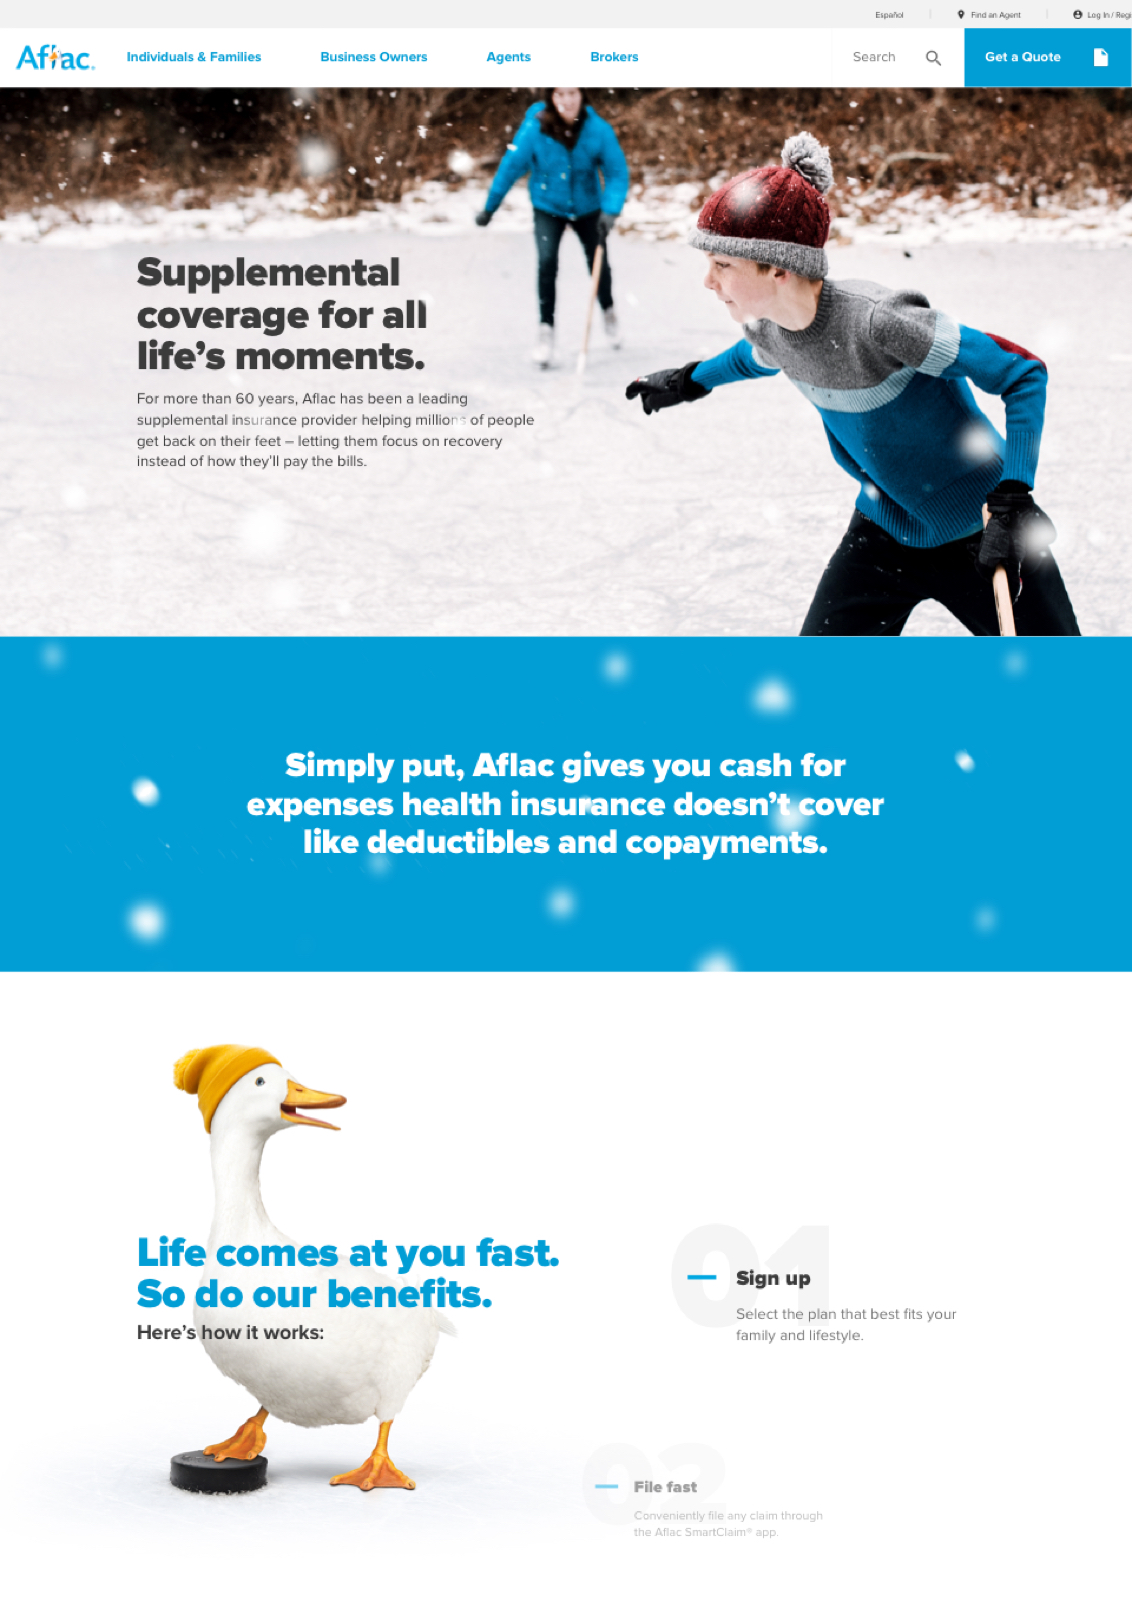 Español
Find an Agent
Log In / Regi
Aflac
Individuals & Families
Business Owners
Agents
Brokers
Search
Get a Quote
Supplemental
coverage for all
life’s moments.
For more than 60 years, Aflac has been a leading
supplemental insurance provider helping millions of people
get back on their feet – letting them focus on recovery
instead of how they’ll pay the bills.
Simply put, Aflac gives you cash for
expenses health insurance doesn’t cover
like deductibles and copayments.
Life comes at you fast.
So do our benefits.
Here’s how it works:
01
Sign up
Select the plan that best fits your
family and lifestyle.
02
File fast
Conveniently file any claim through
the Aflac SmartClaim® app.